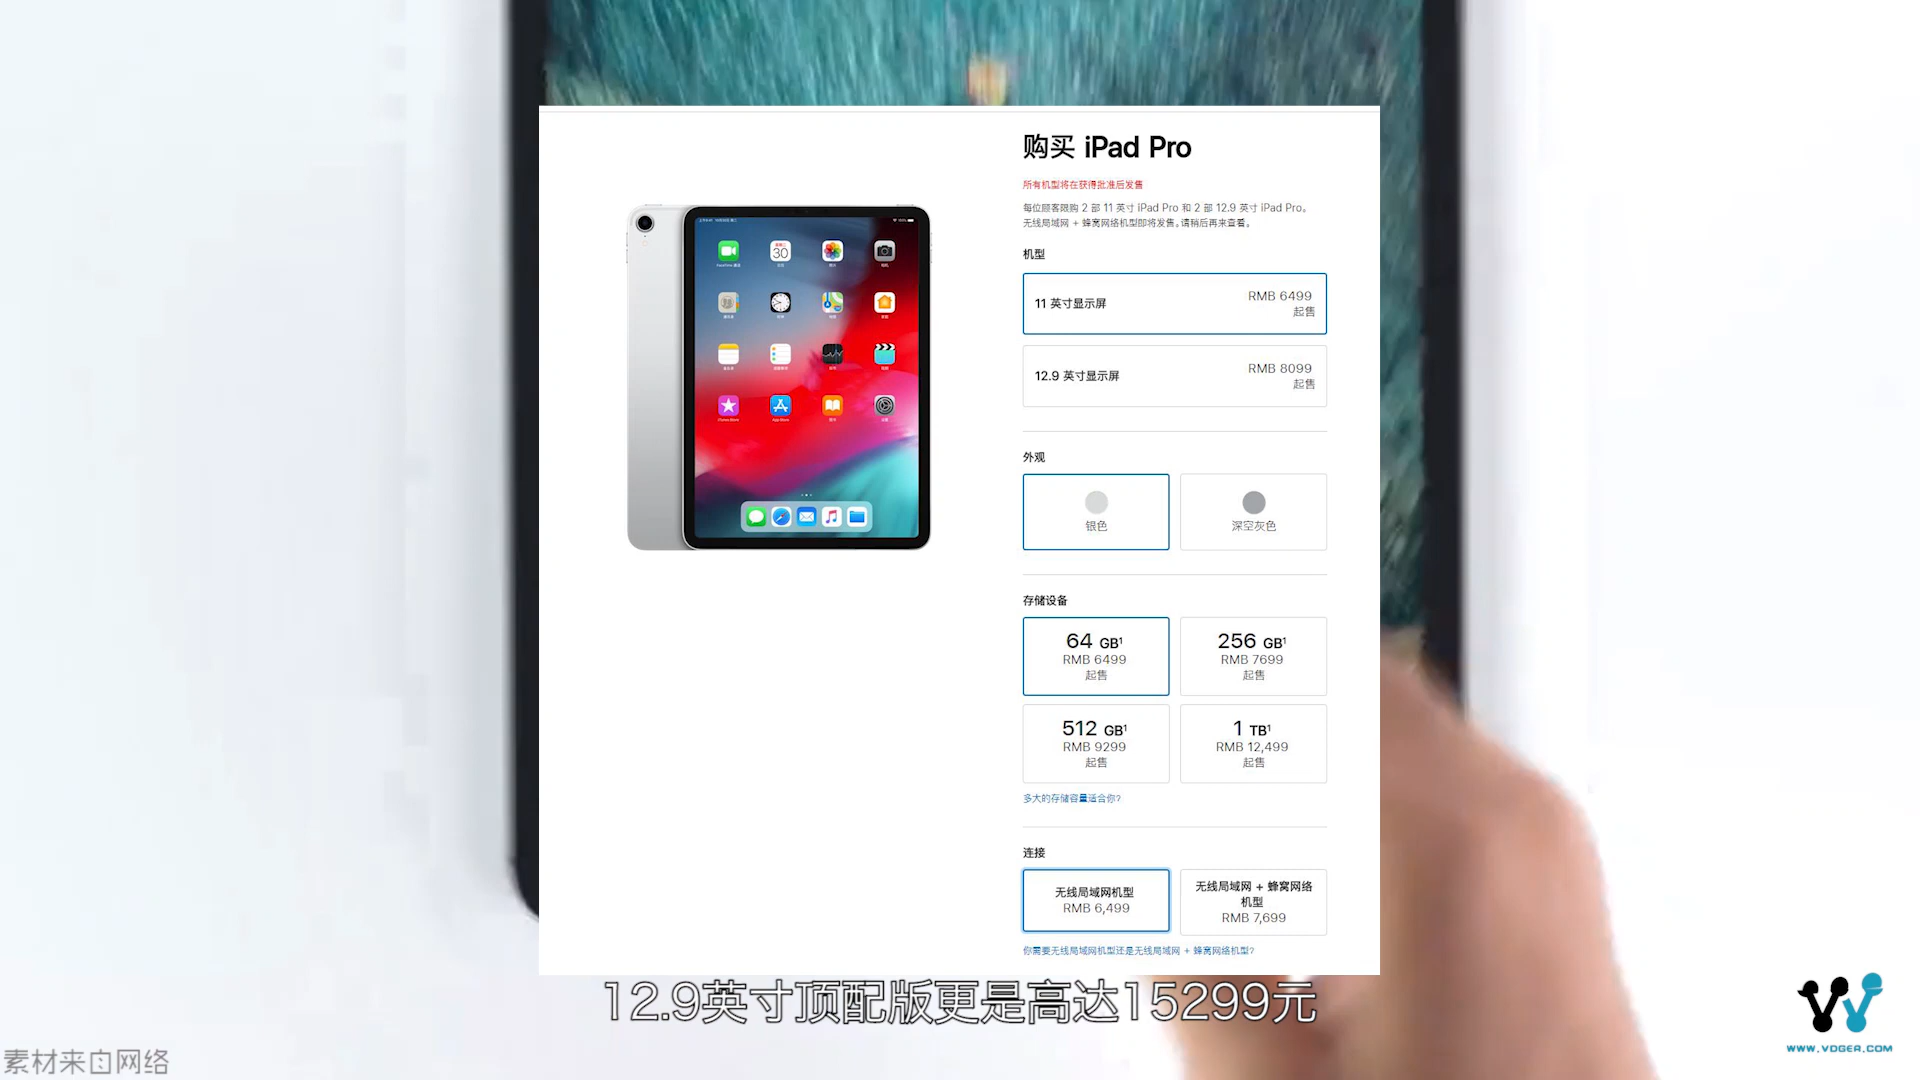 购买 iPad Pro
所有机型将在获得批准后发售
每位顾客限购 2 部 11 英寸 iPad Pro 和 2 部 12.9 英寸 iPad Pro。
无线局域网 + 蜂窝网络机型即将发售。请稍后再来查看。
机型
11 英寸显示屏
RMB 6499
起售
12.9 英寸显示屏
RMB 8099
起售
外观
银色
深空灰色
存储设备
64 GB¹
RMB 6499
起售
256 GB¹
RMB 7699
起售
512 GB¹
RMB 9299
起售
1 TB¹
RMB 12,499
起售
多大的存储容量适合你?
连接
无线局域网机型
RMB 6,499
无线局域网 + 蜂窝网络
机型
RMB 7,699
你需要无线局域网机型还是无线局域网 + 蜂窝网络机型?
30
12.9英寸顶配版更是高达15299元
素材来自网络
WWW.VOGER.COM